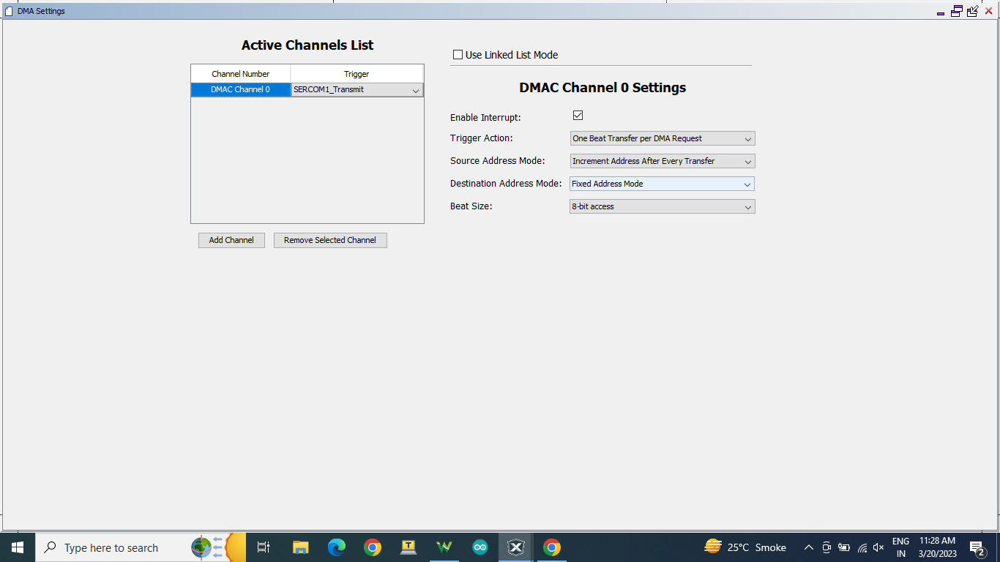 DMA Settings
Active Channels List
Channel Number Trigger
DMAC Channel 0 SERCOM1_Transmit
Add Channel Remove Selected Channel
Use Linked List Mode
DMAC Channel 0 Settings
Enable Interrupt:
Trigger Action: One Beat Transfer per DMA Request
Source Address Mode: Increment Address After Every Transfer
Destination Address Mode: Fixed Address Mode
Beat Size: 8-bit access
Type here to search
25°C Smoke
ENG
IN
11:28 AM
3/20/2023
2